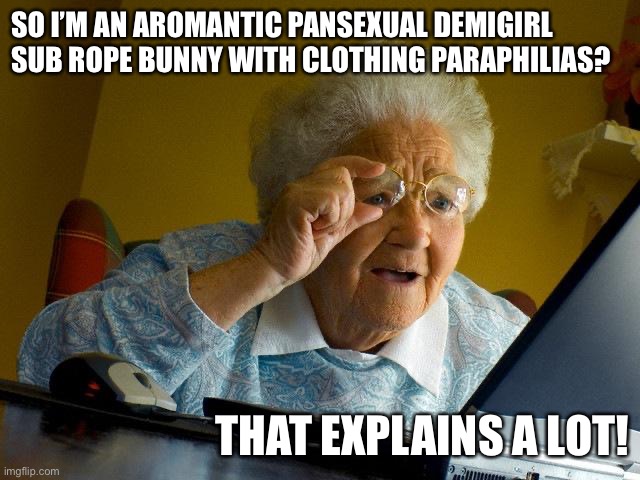 SO I'M AN AROMANTIC PANSEXUAL DEMIGIRL
SUB ROPE BUNNY WITH CLOTHING PARAPHILIAS?
THAT EXPLAINS A LOT!
imgflip.com